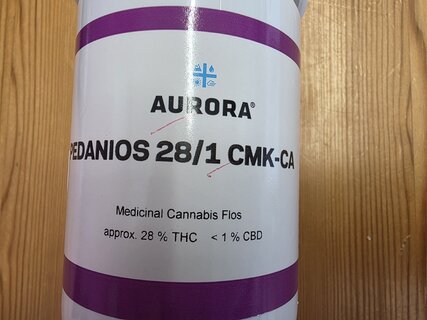 AURORA®
PEDANIOS 28/1 CMK-CA
Medicinal Cannabis Flos
approx. 28 % THC < 1 % CBD